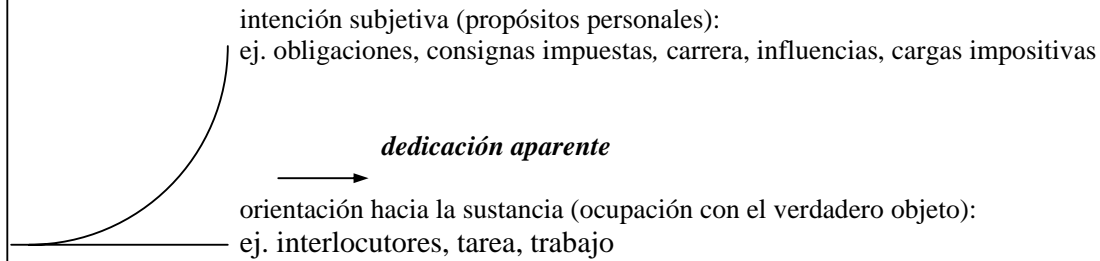 intención subjetiva (propósitos personales):
ej. obligaciones, consignas impuestas, carrera, influencias, cargas impositivas
dedicación aparente
orientación hacia la sustancia (ocupación con el verdadero objeto):
ej. interlocutores, tarea, trabajo